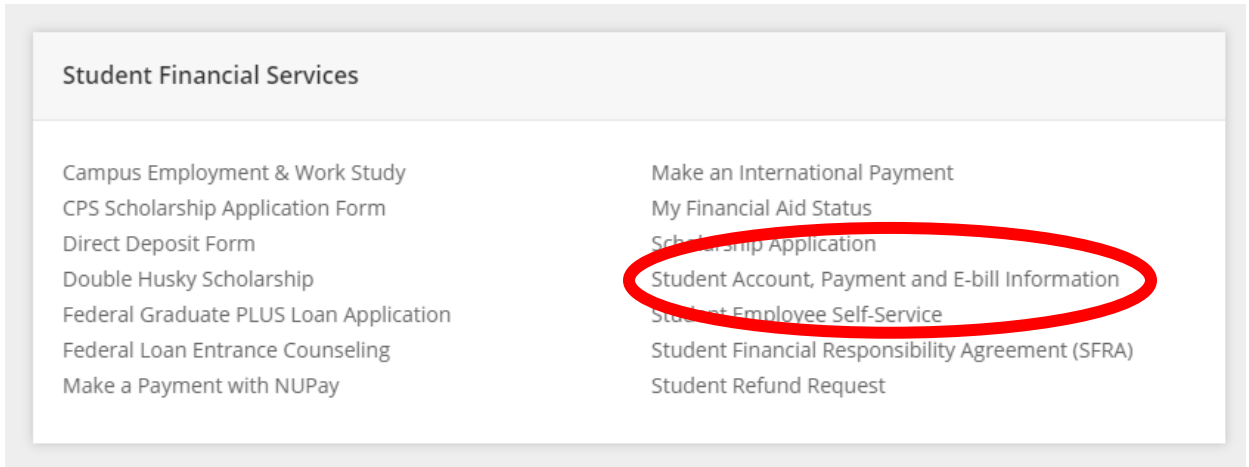 Student Financial Services
Campus Employment & Work Study
CPS Scholarship Application Form
Direct Deposit Form
Double Husky Scholarship
Federal Graduate PLUS Loan Application
Federal Loan Entrance Counseling
Make a Payment with NUPay
Make an International Payment
My Financial Aid Status
Scholarship Application
Student Account, Payment and E-bill Information
Student Employee Self-Service
Student Financial Responsibility Agreement (SFRA)
Student Refund Request